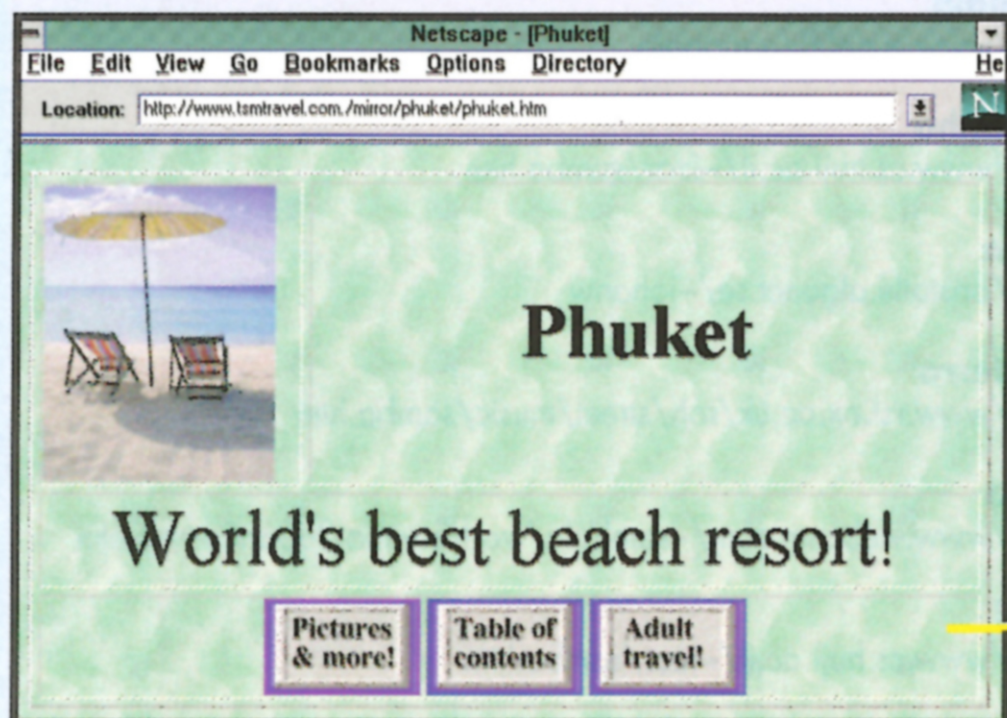 Netscape - [Phuket]
File Edit View Go Bookmarks Options Directory He
Location: http://www.tsmtravel.com./mirror/phuket/phuket.htm
N
Phuket
World's best beach resort!
Pictures & more!
Table of contents
Adult travel!